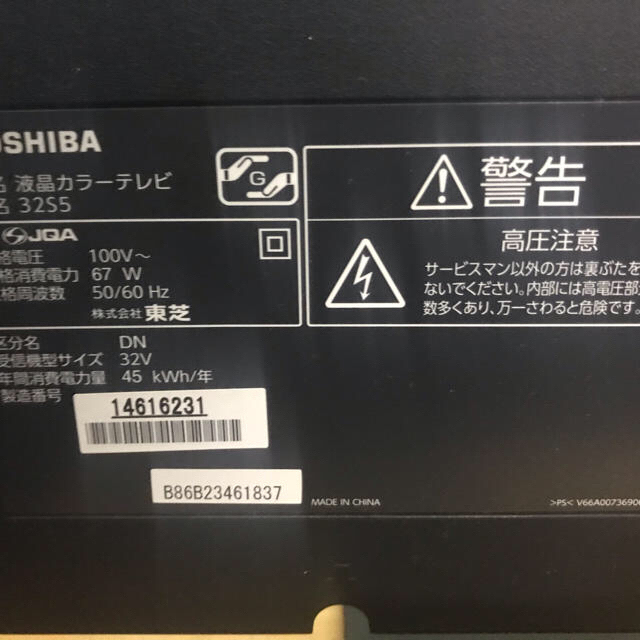 OSHIBA
名 液晶カラーテレビ
名 32S5
G
JQA
格電圧 100V～
格消費電力 67 W
格周波数 50/60 Hz
株式会社 東芝
区分名 DN
受信機型サイズ 32V
年間消費電力量 45 kWh/年
製造番号
14616231
B86B23461837
警告
高圧注意
サービスマン以外の方は裏ぶたを
ないでください。内部には高電圧部
数多くあり、万一さわると危険です。
MADE IN CHINA
>PS< V66A00736900